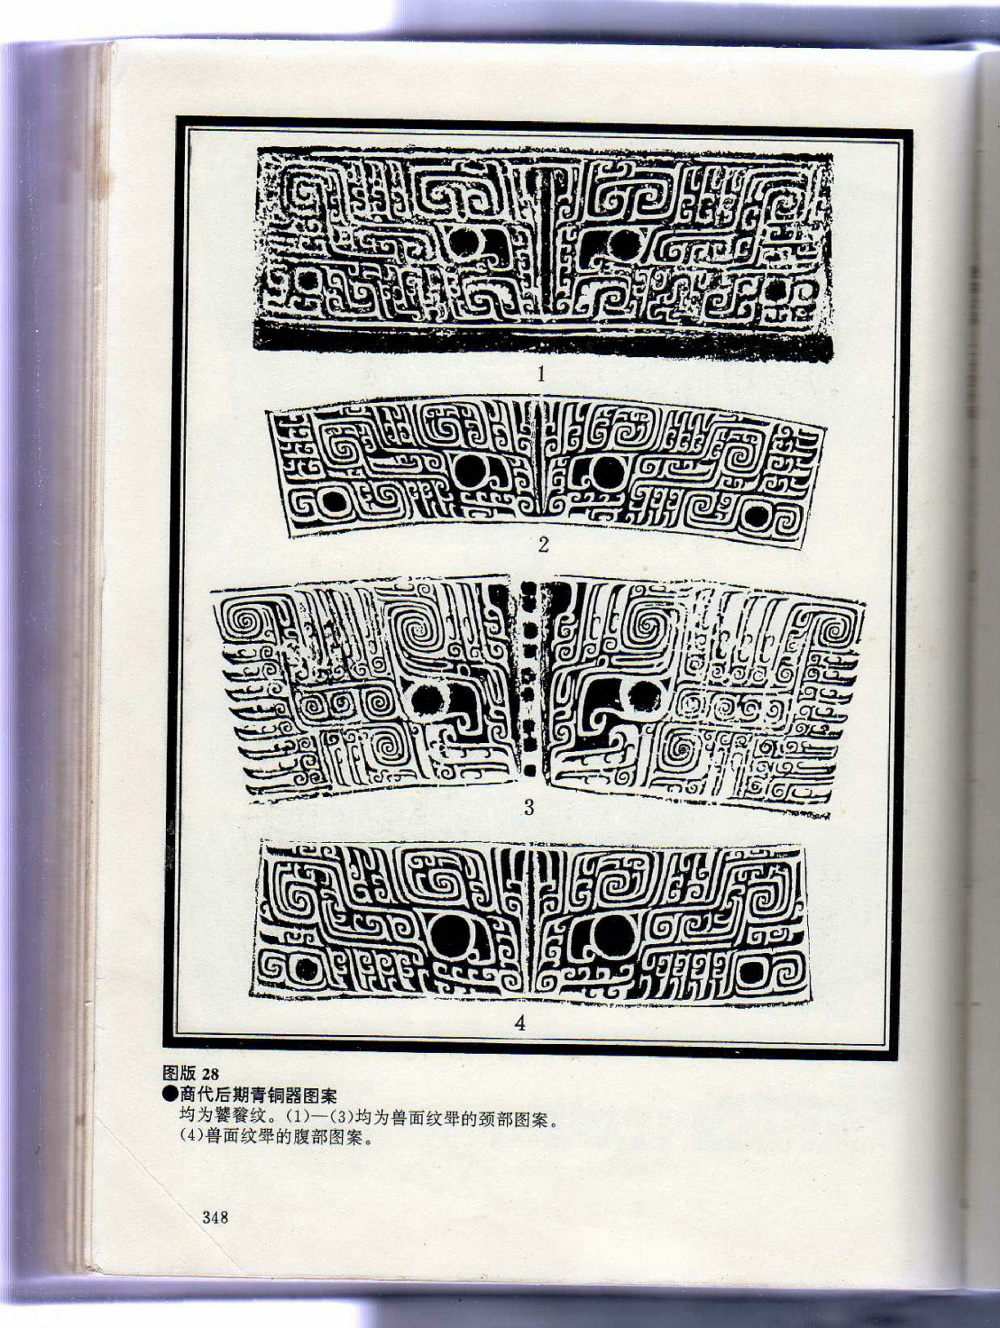 1
2
3
4
图版 28
●商代后期青铜器图案
均为饕餮纹。(1)—(3)均为兽面纹斝的颈部图案。
(4)兽面纹斝的腹部图案。
348